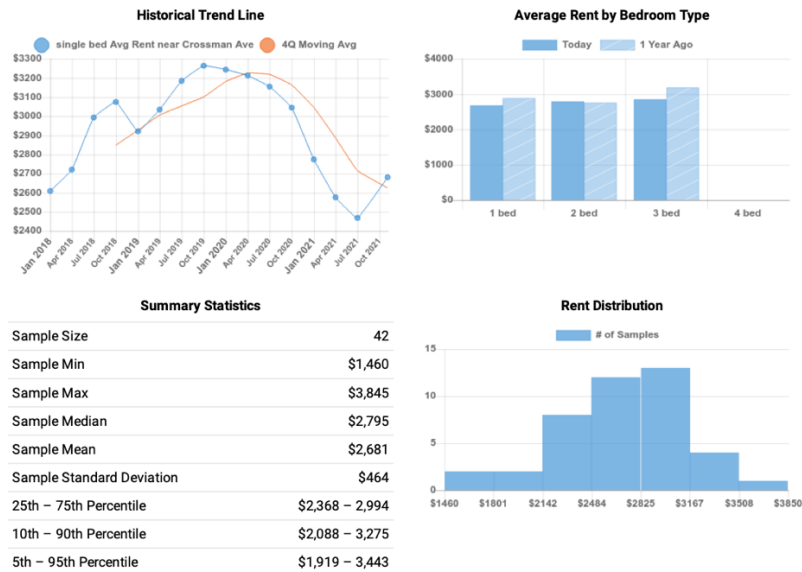 Historical Trend Line
single bed Avg Rent near Crossman Ave 4Q Moving Avg
$3300
$3200
$3100
$3000
$2900
$2800
$2700
$2600
$2500
$2400
Jan 2018 Apr 2018 Jul 2018 Oct 2018 Jan 2019 Apr 2019 Jul 2019 Oct 2019 Jan 2020 Apr 2020 Jul 2020 Oct 2020 Jan 2021 Apr 2021 Jul 2021 Oct 2021
Average Rent by Bedroom Type
Today 1 Year Ago
$4000
$3000
$2000
$1000
$0
1 bed 2 bed 3 bed 4 bed
Summary Statistics
Sample Size 42
Sample Min $1,460
Sample Max $3,845
Sample Median $2,795
Sample Mean $2,681
Sample Standard Deviation $464
25th – 75th Percentile $2,368 – 2,994
10th – 90th Percentile $2,088 – 3,275
5th – 95th Percentile $1,919 – 3,443
Rent Distribution
# of Samples
15
10
5
0
$1460 $1801 $2142 $2484 $2825 $3167 $3508 $3850